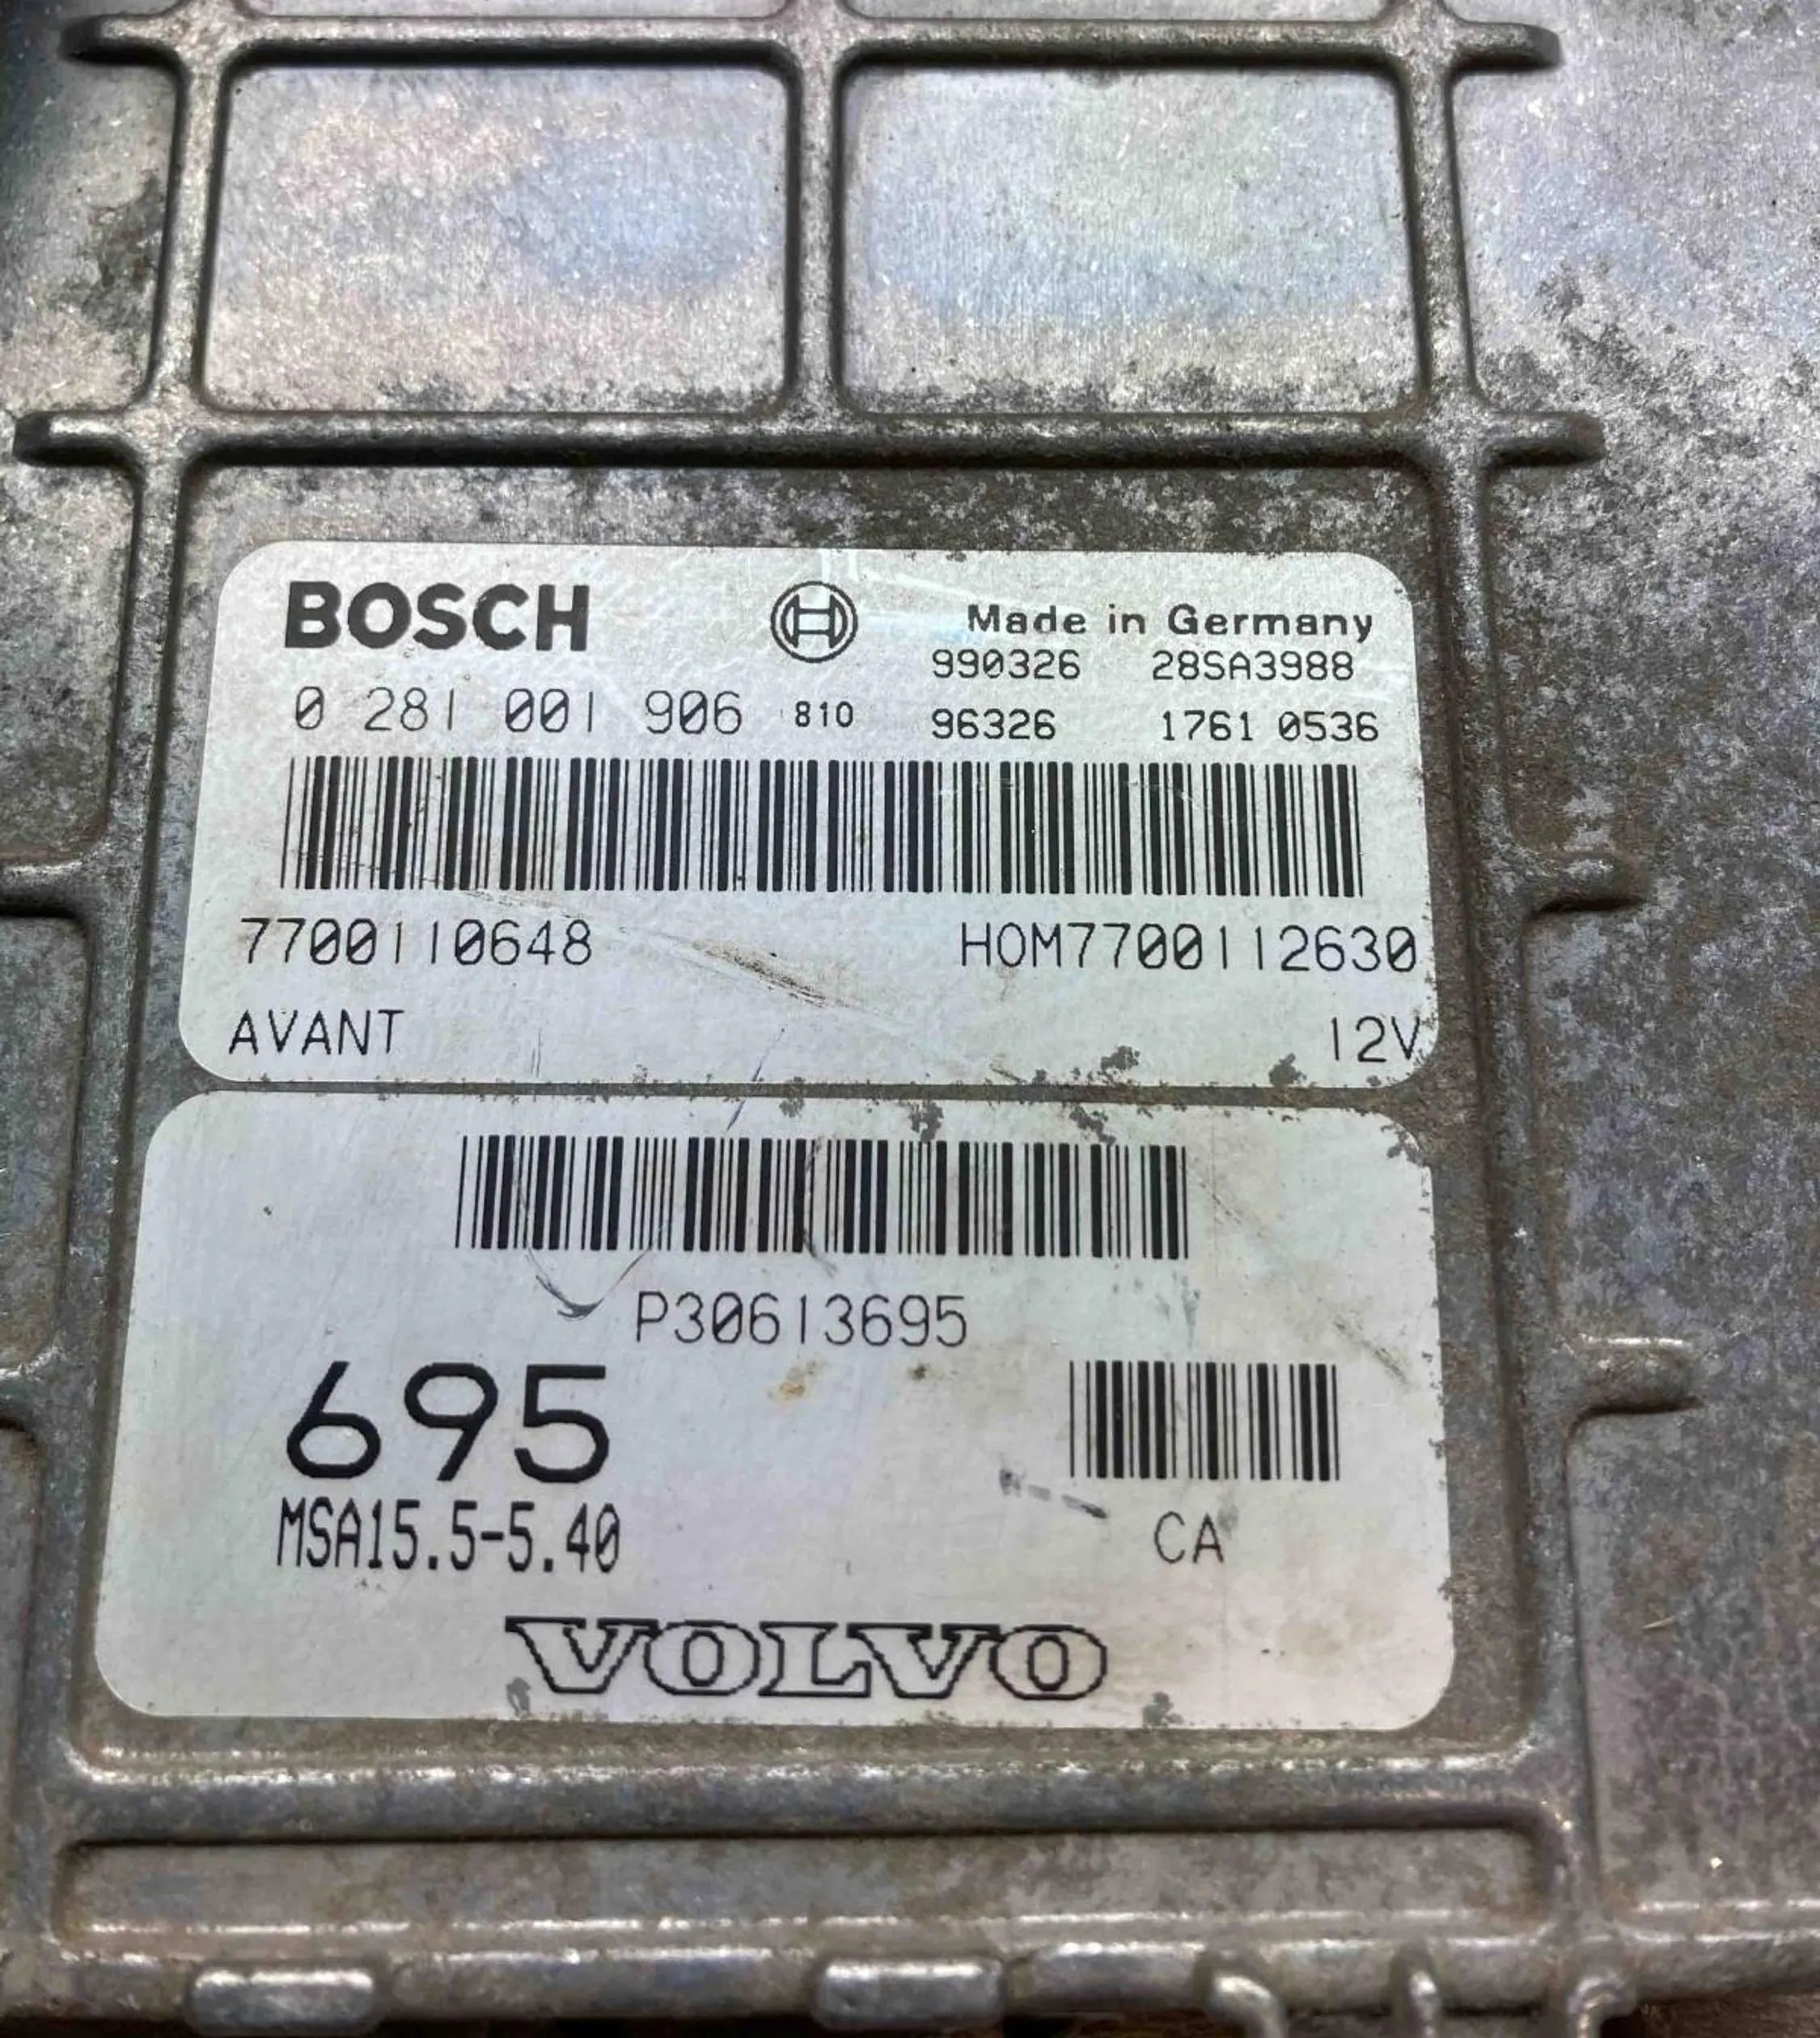 BOSCH
Made in Germany
990326 28SA3988
0 281 001 906 810
96326 1761 0536
7700110648 HOM7700112630
AVANT 12V
P30613695
695
MSA15.5-5.40
CA
VOLVO